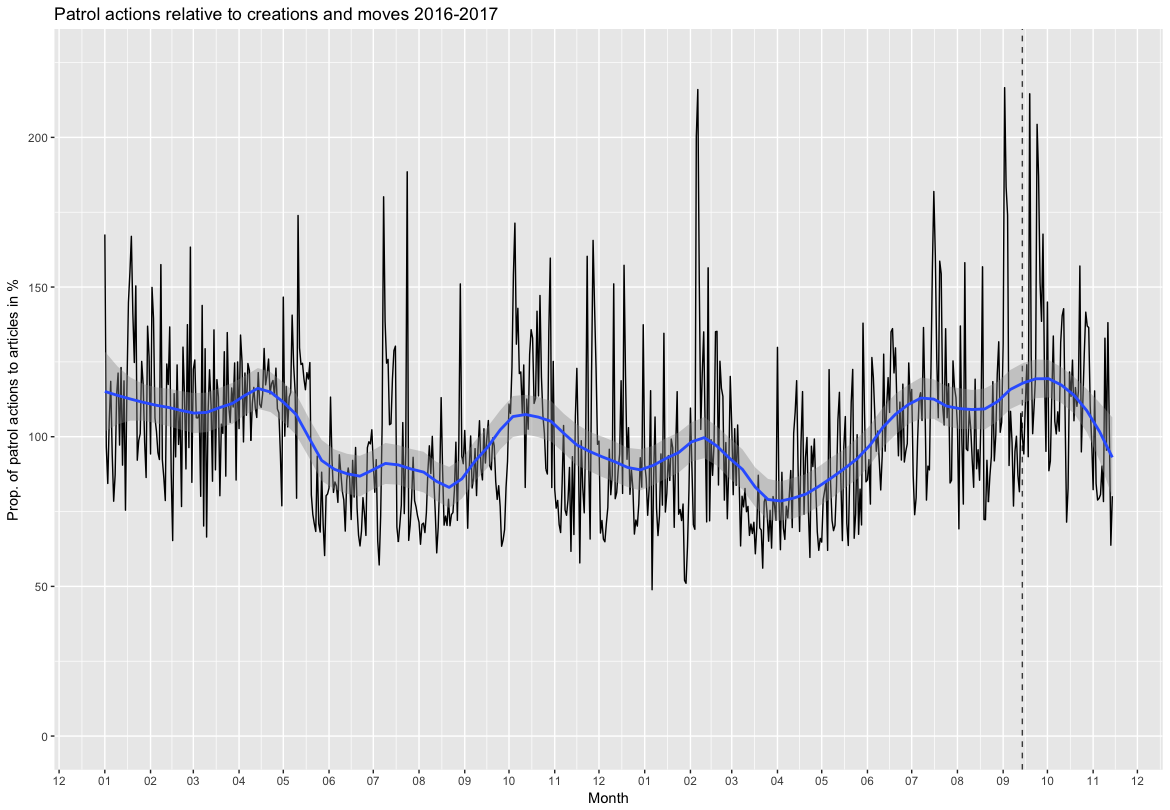 Patrol actions relative to creations and moves 2016-2017
Prop. of patrol actions to articles in %
200
150
100
50
0
12 01 02 03 04 05 06 07 08 09 10 11 12 01 02 03 04 05 06 07 08 09 10 11 12
Month